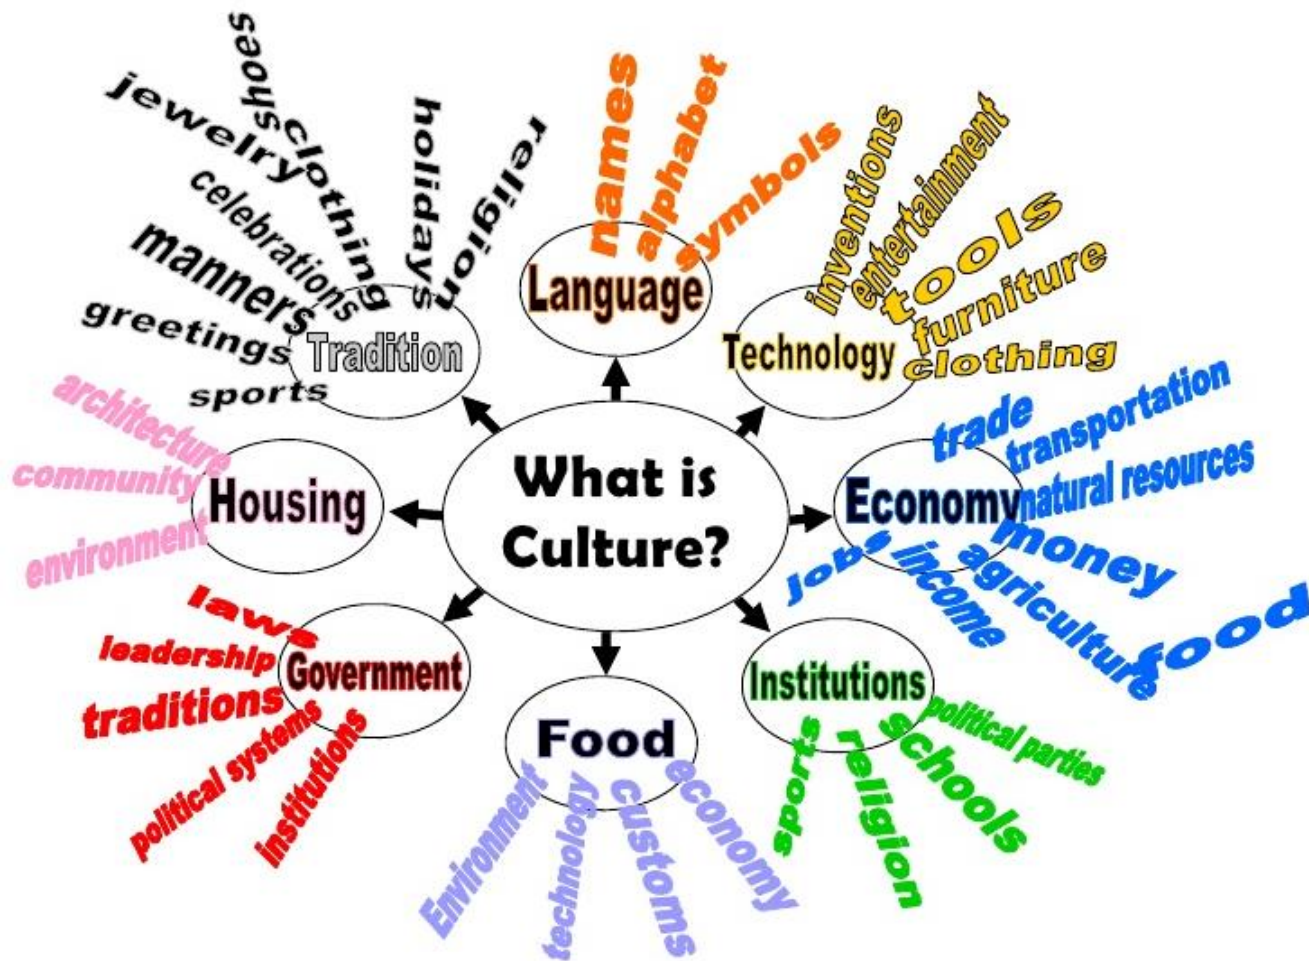 What is
Culture?
Language
names
alphabet
symbols
Technology
inventions
entertainment
tools
furniture
clothing
Economy
trade
transportation
natural resources
money
food
agriculture
income
jobs
Institutions
political parties
schools
religion
sports
Food
economy
customs
technology
Environment
Government
institutions
political systems
traditions
leadership
laws
Housing
environment
community
architecture
Tradition
sports
greetings
manners
celebrations
jewelry
shoes
clothing
holidays
religion